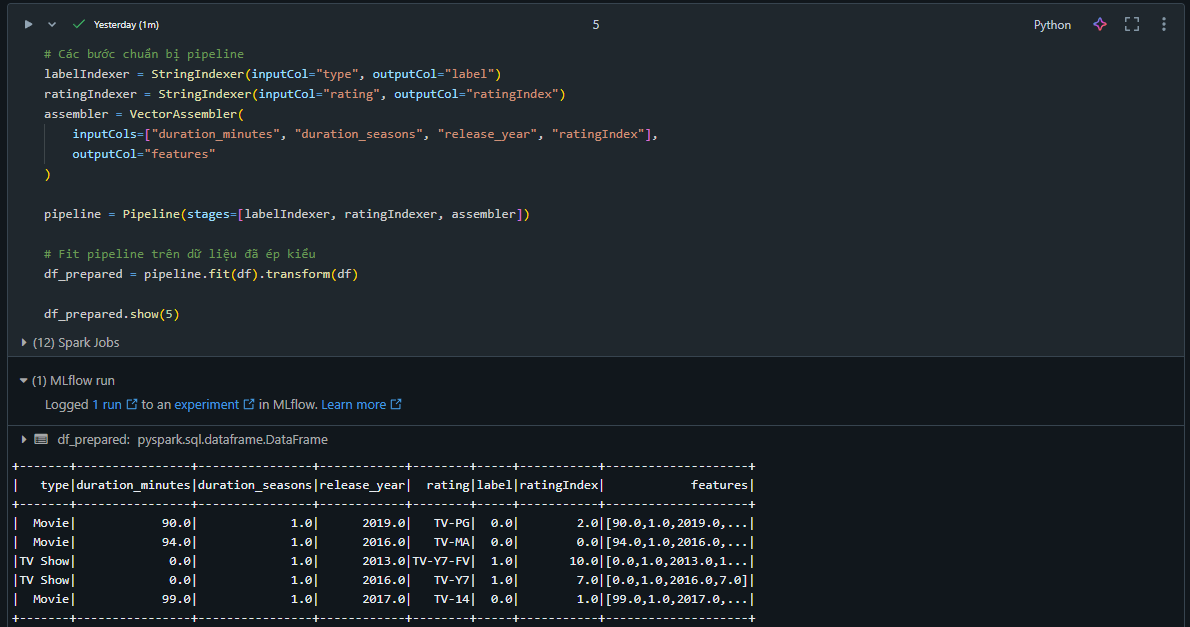 Yesterday (1m)
5
Python
# Các bước chuẩn bị pipeline
labelIndexer = StringIndexer(inputCol="type", outputCol="label")
ratingIndexer = StringIndexer(inputCol="rating", outputCol="ratingIndex")
assembler = VectorAssembler(
    inputCols=["duration_minutes", "duration_seasons", "release_year", "ratingIndex"],
    outputCol="features"
)
pipeline = Pipeline(stages=[labelIndexer, ratingIndexer, assembler])
# Fit pipeline trên dữ liệu đã ép kiểu
df_prepared = pipeline.fit(df).transform(df)
df_prepared.show(5)
(12) Spark Jobs
(1) MLflow run
Logged 1 run to an experiment in MLflow. Learn more
df_prepared: pyspark.sql.dataframe.DataFrame
+-------+----------------+----------------+------------+--------+-----+-----------+--------------------+
|   type|duration_minutes|duration_seasons|release_year|  rating|label|ratingIndex|            features|
+-------+----------------+----------------+------------+--------+-----+-----------+--------------------+
|  Movie|            90.0|             1.0|      2019.0|   TV-PG|  0.0|        2.0|[90.0,1.0,2019.0,...|
|  Movie|            94.0|             1.0|      2016.0|   TV-MA|  0.0|        0.0|[94.0,1.0,2016.0,...|
|TV Show|             0.0|             1.0|      2013.0|TV-Y7-FV|  1.0|       10.0|[0.0,1.0,2013.0,1...|
|TV Show|             0.0|             1.0|      2016.0|   TV-Y7|  1.0|        7.0|[0.0,1.0,2016.0,7.0]|
|  Movie|            99.0|             1.0|      2017.0|   TV-14|  0.0|        1.0|[99.0,1.0,2017.0,...|
+-------+----------------+----------------+------------+--------+-----+-----------+--------------------+